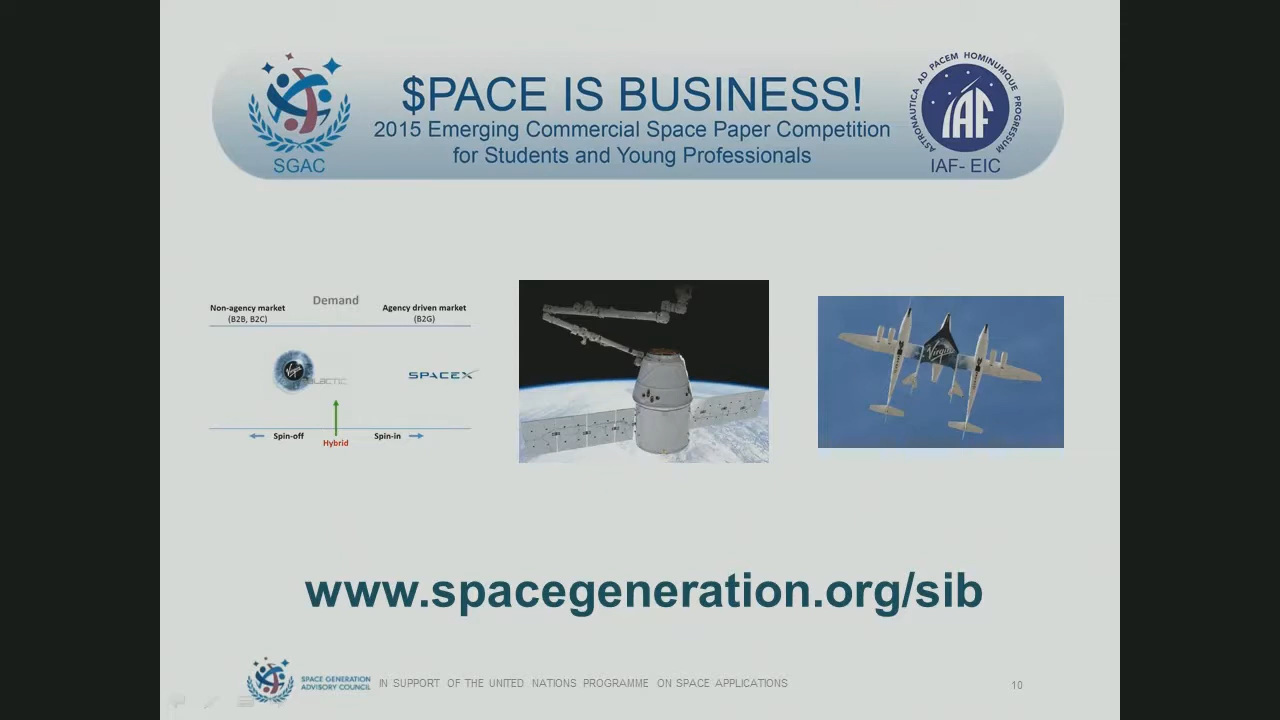 $PACE IS BUSINESS!
2015 Emerging Commercial Space Paper Competition
for Students and Young Professionals
SGAC
ASTRONAUTICA AD PACEM HOMINUMQUE PROGRESSUM
IAF
IAF- EIC
Demand
Non-agency market
(B2B, B2C)
Agency driven market
(B2G)
Virgin
GALACTIC
SPACEX
Spin-off
Hybrid
Spin-in
Virgin
www.spacegeneration.org/sib
SPACE GENERATION
ADVISORY COUNCIL
IN SUPPORT OF THE UNITED NATIONS PROGRAMME ON SPACE APPLICATIONS
10